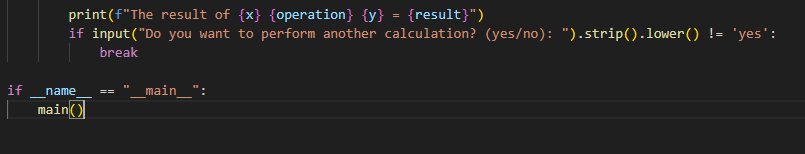 print(f"The result of {x} {operation} {y} = {result}")
if input("Do you want to perform another calculation? (yes/no): ").strip().lower() != 'yes':
break
if __name__ == "__main__":
main()